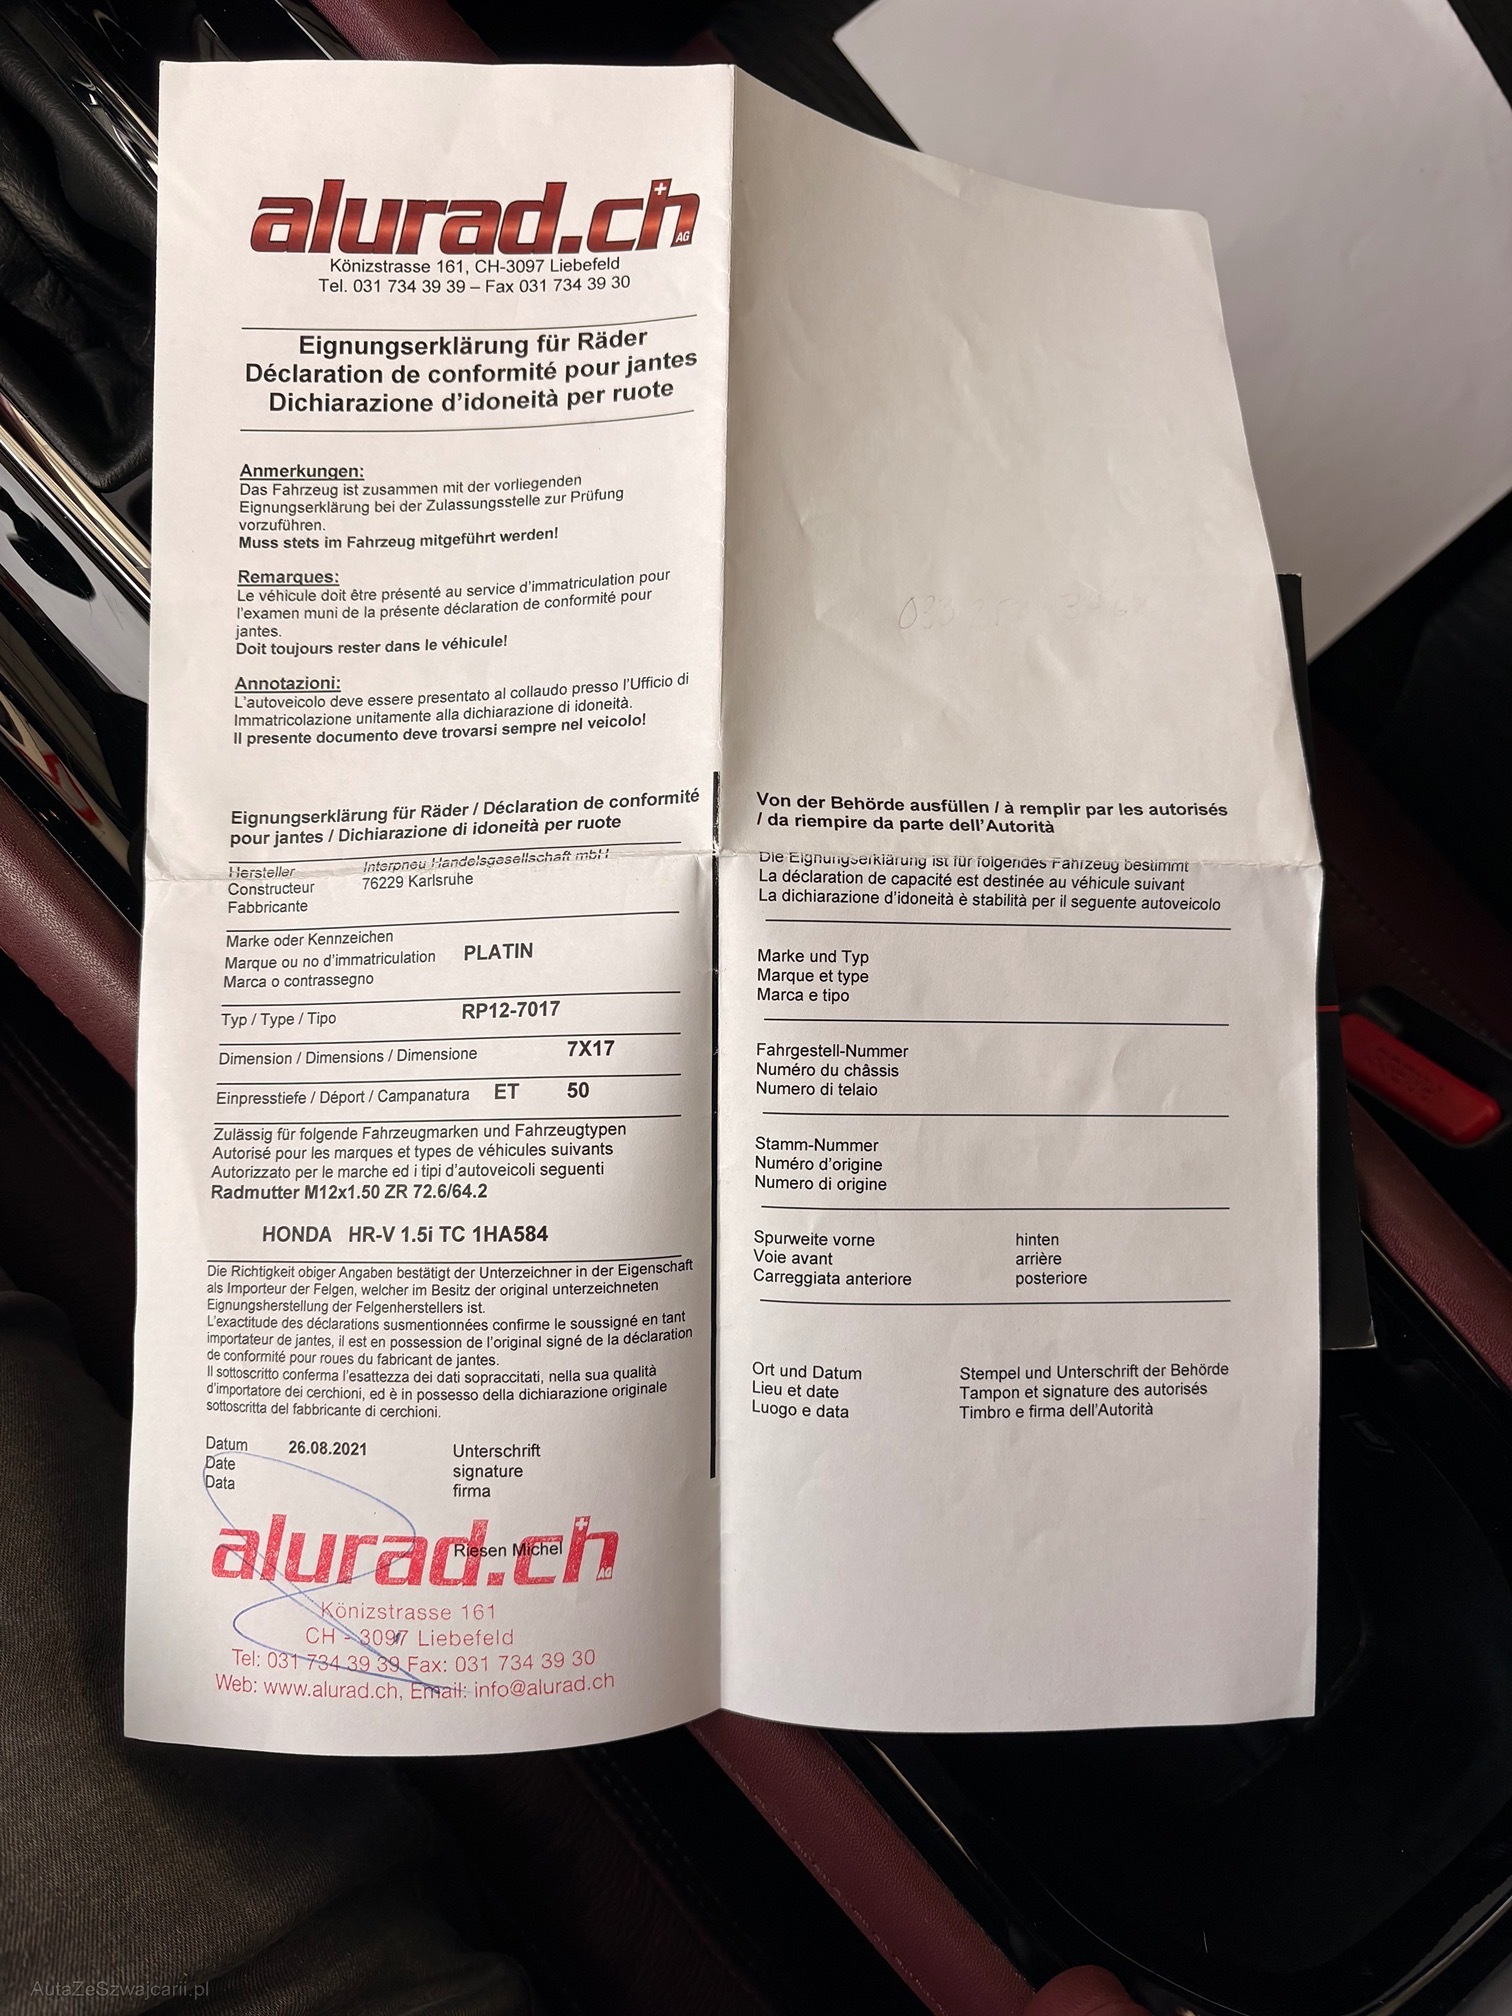 alurad.ch
AG
Könizstrasse 161, CH-3097 Liebefeld
Tel. 031 734 39 39 – Fax 031 734 39 30
Eignungserklärung für Räder
Déclaration de conformité pour jantes
Dichiarazione d'idoneità per ruote
Anmerkungen:
Das Fahrzeug ist zusammen mit der vorliegenden
Eignungserklärung bei der Zulassungsstelle zur Prüfung
vorzuführen.
Muss stets im Fahrzeug mitgeführt werden!
Remarques:
Le véhicule doit être présenté au service d'immatriculation pour
l'examen muni de la présente déclaration de conformité pour
jantes.
Doit toujours rester dans le véhicule!
Annotazioni:
L'autoveicolo deve essere presentato al collaudo presso l'Ufficio di
Immatricolazione unitamente alla dichiarazione di idoneità.
Il presente documento deve trovarsi sempre nel veicolo!
Eignungserklärung für Räder / Déclaration de conformité
pour jantes / Dichiarazione di idoneità per ruote
Hersteller Interpneu Handelsgesellschaft mbH
Constructeur 76229 Karlsruhe
Fabbricante
Marke oder Kennzeichen
Marque ou no d'immatriculation PLATIN
Marca o contrassegno
Typ / Type / Tipo RP12-7017
Dimension / Dimensions / Dimensione 7X17
Einpresstiefe / Déport / Campanatura ET 50
Zulässig für folgende Fahrzeugmarken und Fahrzeugtypen
Autorisé pour les marques et types de véhicules suivants
Autorizzato per le marche ed i tipi d'autoveicoli seguenti
Radmutter M12x1.50 ZR 72.6/64.2
HONDA HR-V 1.5i TC 1HA584
Die Richtigkeit obiger Angaben bestätigt der Unterzeichner in der Eigenschaft
als Importeur der Felgen, welcher im Besitz der original unterzeichneten
Eignungsherstellung der Felgenherstellers ist.
L'exactitude des déclarations susmentionnées confirme le soussigné en tant
importateur de jantes, il est en possession de l'original signé de la déclaration
de conformité pour roues du fabricant de jantes.
Il sottoscritto conferma l'esattezza dei dati sopraccitati, nella sua qualità
d'importatore dei cerchioni, ed è in possesso della dichiarazione originale
sottoscritta del fabbricante di cerchioni.
Datum 26.08.2021 Unterschrift
Date signature
Data firma
alurad.ch
AG
Riesen Michel
Könizstrasse 161
CH - 3097 Liebefeld
Tel: 031 734 39 39 Fax: 031 734 39 30
Web: www.alurad.ch, Email: info@alurad.ch
Von der Behörde ausfüllen / à remplir par les autorisés
/ da riempire da parte dell'Autorità
Die Eignungserklärung ist für folgendes Fahrzeug bestimmt
La déclaration de capacité est destinée au véhicule suivant
La dichiarazione d'idoneità è stabilità per il seguente autoveicolo
Marke und Typ
Marque et type
Marca e tipo
Fahrgestell-Nummer
Numéro du châssis
Numero di telaio
Stamm-Nummer
Numéro d'origine
Numero di origine
Spurweite vorne hinten
Voie avant arrière
Carreggiata anteriore posteriore
Ort und Datum Stempel und Unterschrift der Behörde
Lieu et date Tampon et signature des autorisés
Luogo e data Timbro e firma dell'Autorità
PRESS
AutaZeSzwajcarii.pl